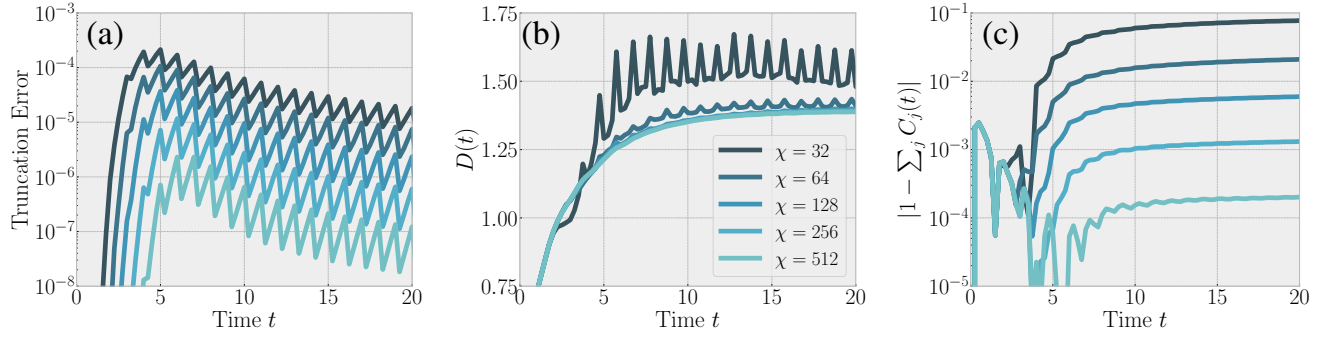 (a)
Truncation Error
10⁻³
10⁻⁴
10⁻⁵
10⁻⁶
10⁻⁷
10⁻⁸
0 5 10 15 20
Time t
(b)
D(t)
1.75
1.50
1.25
1.00
0.75
0 5 10 15 20
Time t
χ = 32
χ = 64
χ = 128
χ = 256
χ = 512
(c)
|1 − ∑ⱼ Cⱼ(t)|
10⁻¹
10⁻²
10⁻³
10⁻⁴
10⁻⁵
0 5 10 15 20
Time t